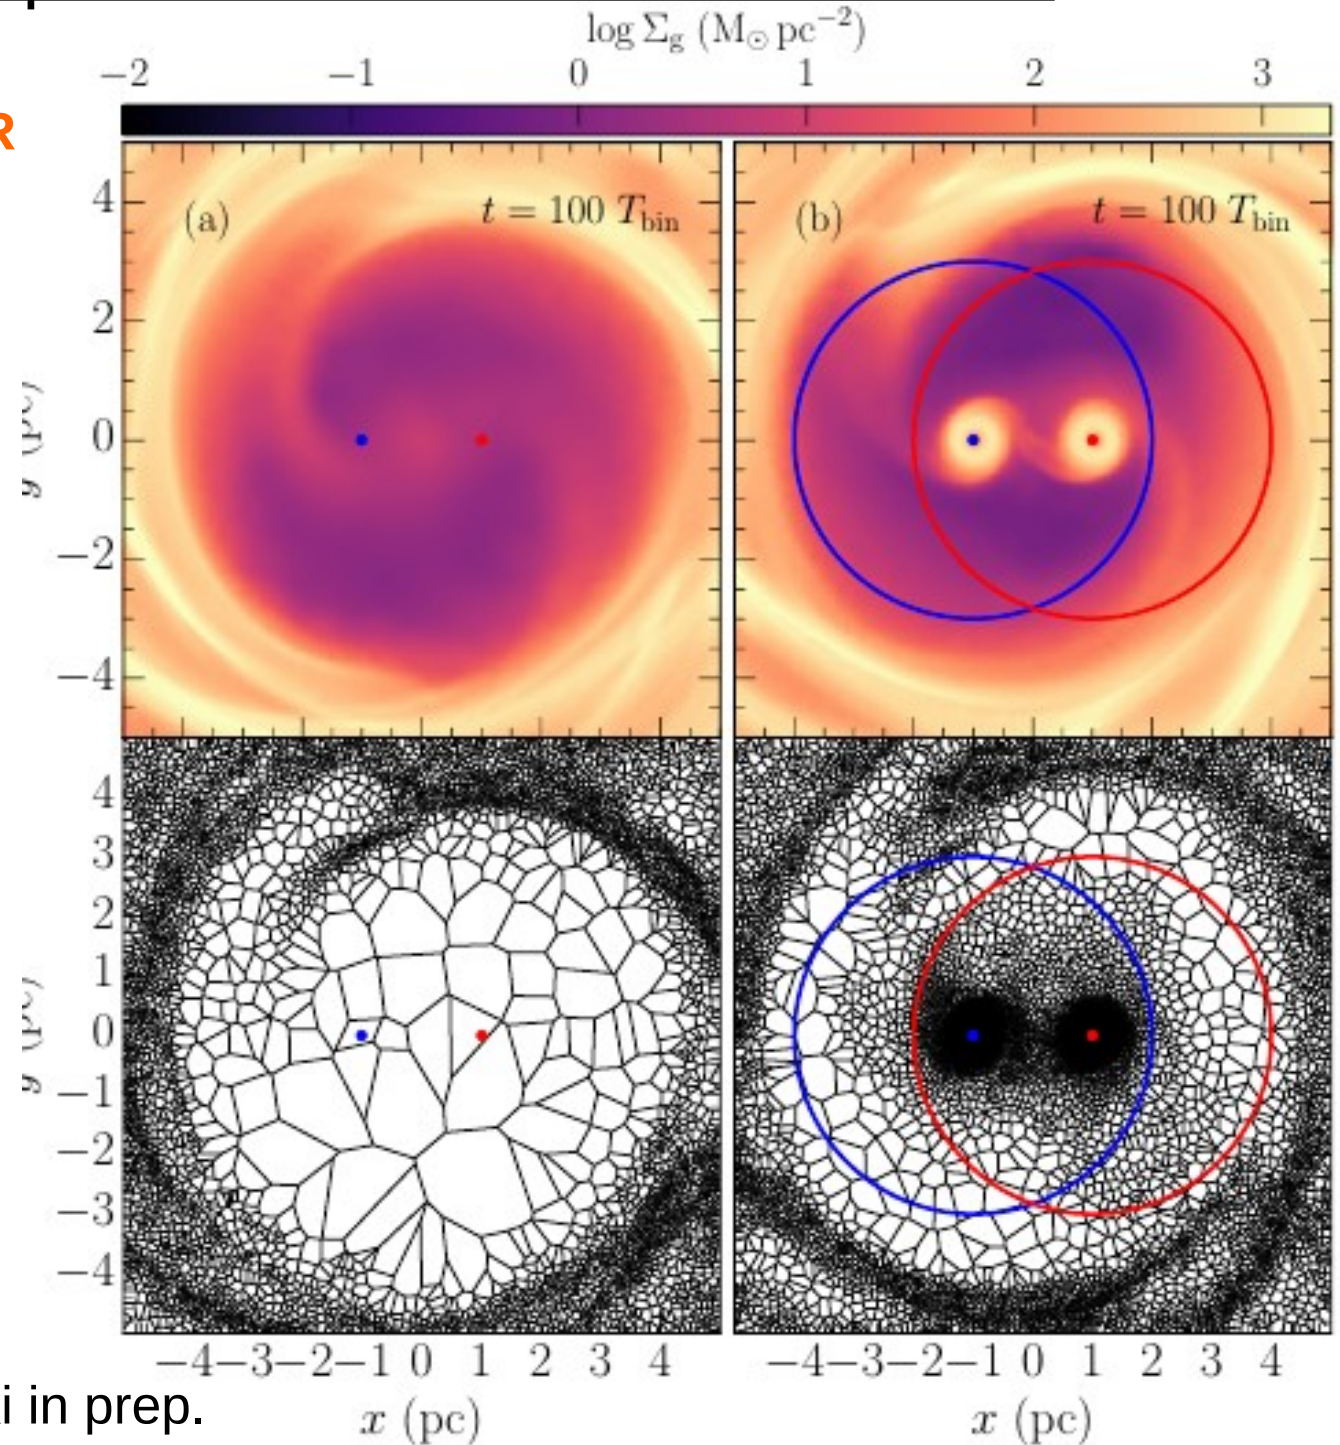 log Σg (M⊙ pc−2)
−2 −1 0 1 2 3
R
(a) t = 100 Tbin
(b) t = 100 Tbin
4
2
0
−2
−4
y (pc)
4
3
2
1
0
−1
−2
−3
−4
y (pc)
−4 −3 −2 −1 0 1 2 3 4
−4 −3 −2 −1 0 1 2 3 4
x (pc)
x (pc)
i in prep.